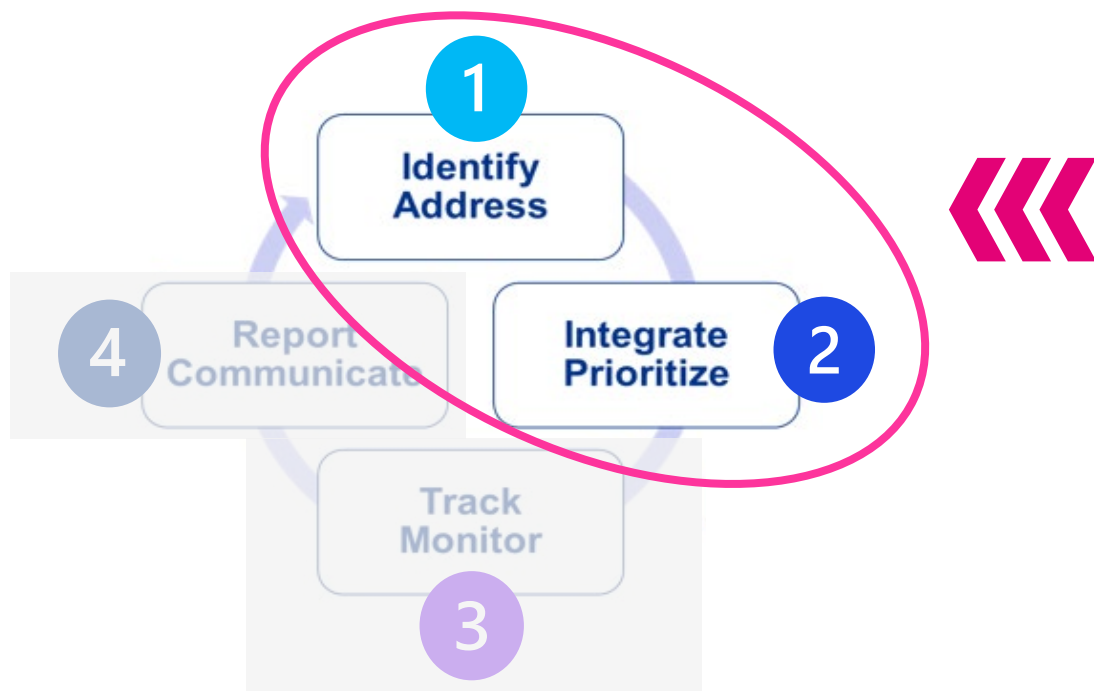 1
Identify
Address
Integrate
Prioritize
2
Track
Monitor
3
4
Report
Communicate